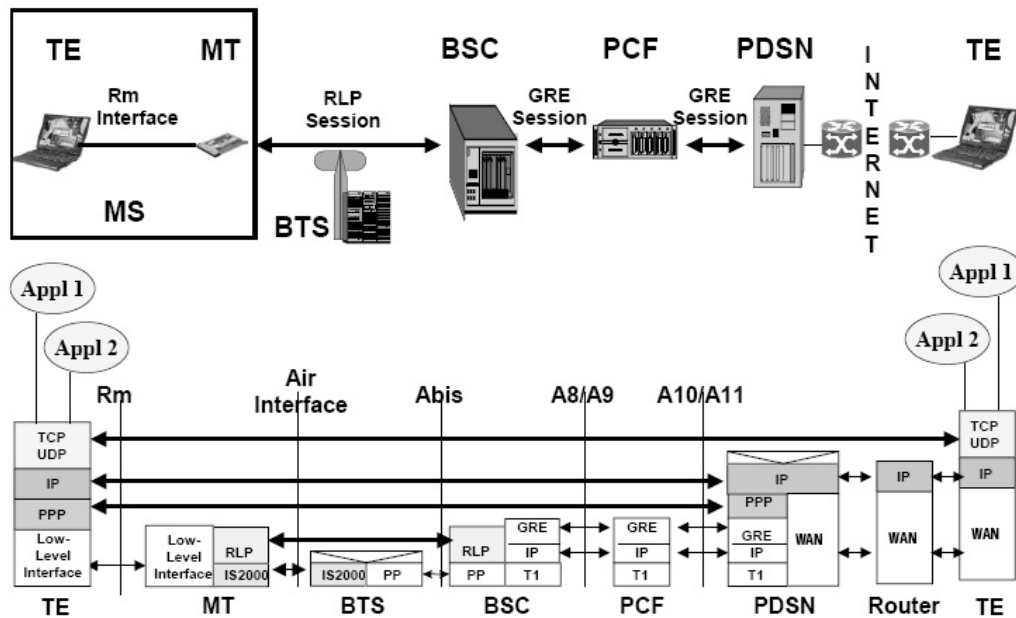 TE
MT
BSC
PCF
PDSN
INTERNET
TE
Rm
Interface
RLP
Session
GRE
Session
GRE
Session
MS
BTS
Appl 1
Appl 2
Appl 1
Appl 2
Rm
Air
Interface
Abis
A8/A9
A10/A11
TCP
UDP
IP
PPP
Low-
Level
Interface
Low-
Level
Interface
RLP
IS2000
IS2000
PP
RLP
PP
GRE
IP
T1
GRE
IP
T1
IP
PPP
GRE
IP
T1
WAN
IP
WAN
TCP
UDP
IP
WAN
TE
MT
BTS
BSC
PCF
PDSN
Router
TE